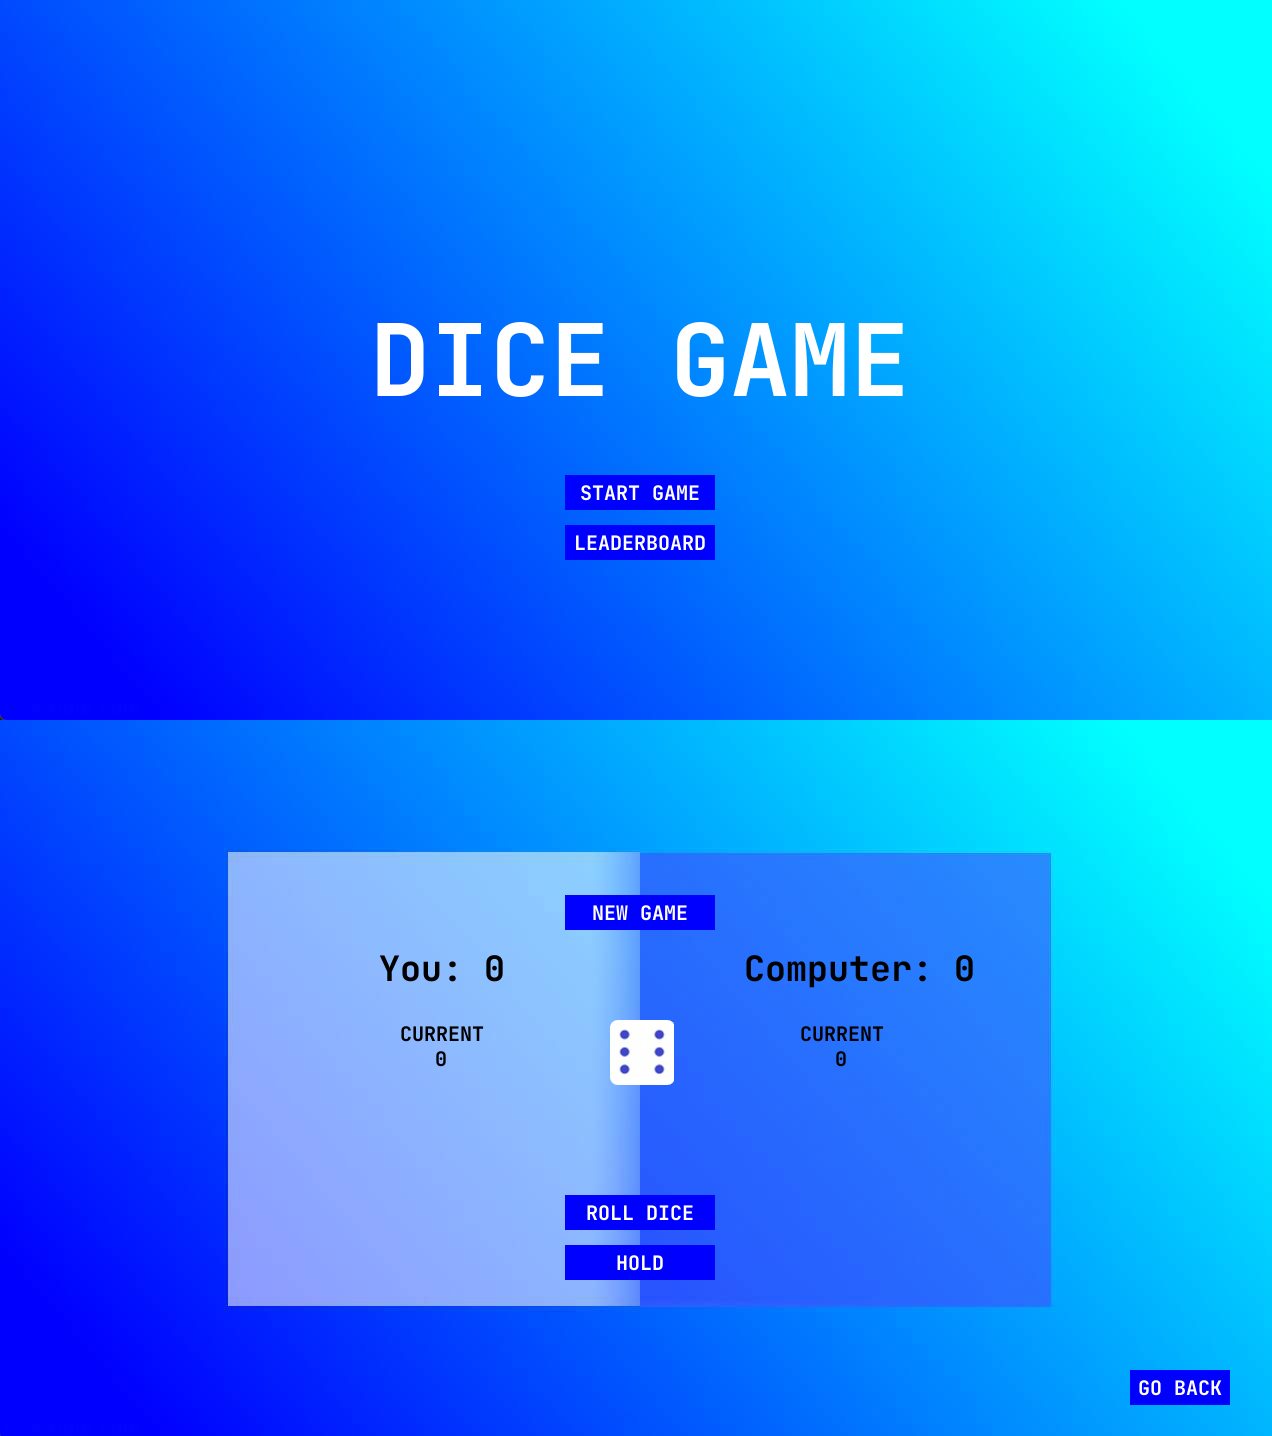 DICE GAME
START GAME
LEADERBOARD
NEW GAME
You: 0
Computer: 0
CURRENT
0
CURRENT
0
ROLL DICE
HOLD
GO BACK